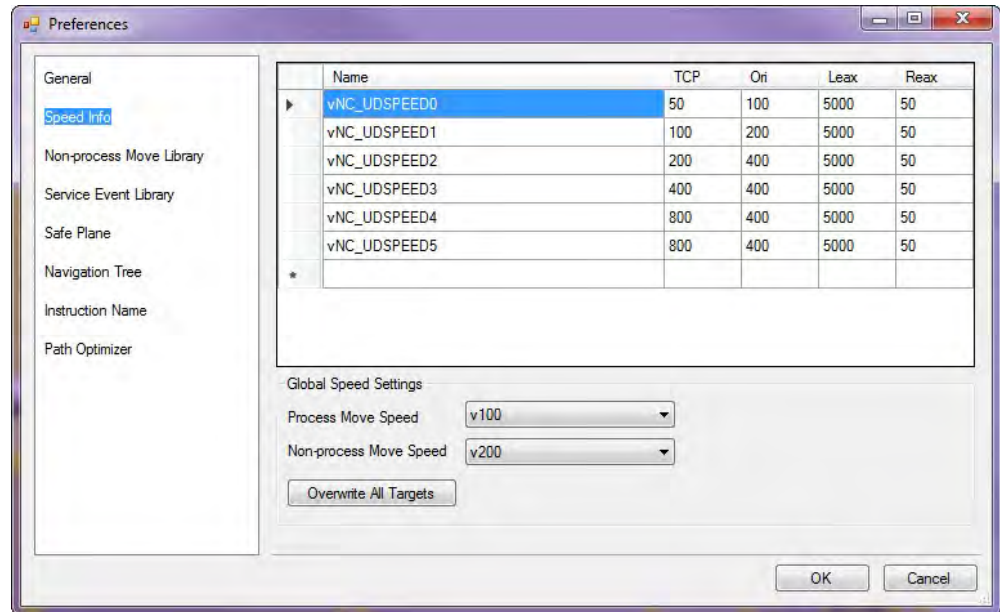 Preferences
General
Speed Info
Non-process Move Library
Service Event Library
Safe Plane
Navigation Tree
Instruction Name
Path Optimizer
Name TCP Ori Leax Reax
vNC_UDSPEED0 50 100 5000 50
vNC_UDSPEED1 100 200 5000 50
vNC_UDSPEED2 200 400 5000 50
vNC_UDSPEED3 400 400 5000 50
vNC_UDSPEED4 800 400 5000 50
vNC_UDSPEED5 800 400 5000 50
*
Global Speed Settings
Process Move Speed v100
Non-process Move Speed v200
Overwrite All Targets
OK Cancel